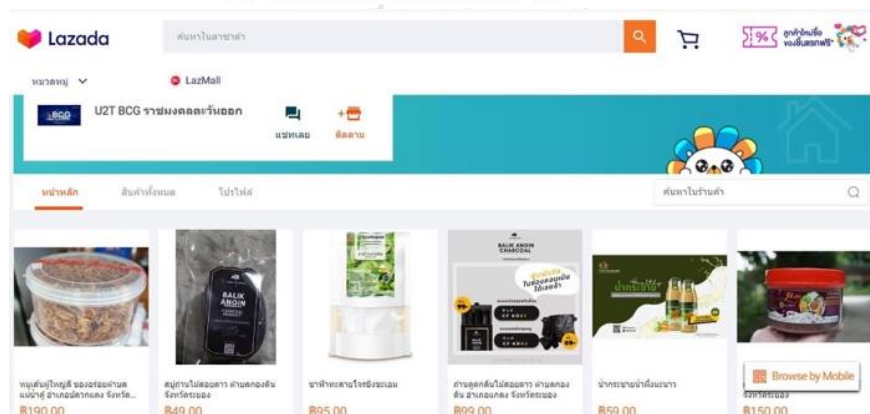 Lazada
ค้นหาในลาซาด้า
ลูกค้าใหม่ซื้อ
ของชิ้นแรกฟรี*
หมวดหมู่
LazMall
BCG
U2T BCG ราชมงคลตะวันออก
แชทเลย
ติดตาม
หน้าหลัก
สินค้าทั้งหมด
โปรไฟล์
ค้นหาในร้านค้า
BALIK
ANGIN
BALIK ANGIN
CHARCOAL
น้ำกระชาย
หมูเส้นผู้ใหญ่ดี ของอร่อยตำบล
แม่น้ำคู้ อำเภอปลวกแดง จังหวัด...
฿190.00
สบู่ถ่านไม้สองดาว ตำบลกองดิน
จังหวัดระยอง
฿49.00
ชาฟ้าทะลายโจรขิงชะเอม
฿95.00
ถ่านดูดกลิ่นไม้สองดาว ตำบลกอง
ดิน อำเภอแกลง จังหวัดระยอง
฿99.00
น้ำกระชายน้ำผึ้งมะนาว
฿59.00
Browse by Mobile
จังหวัดระยอง
฿150.00